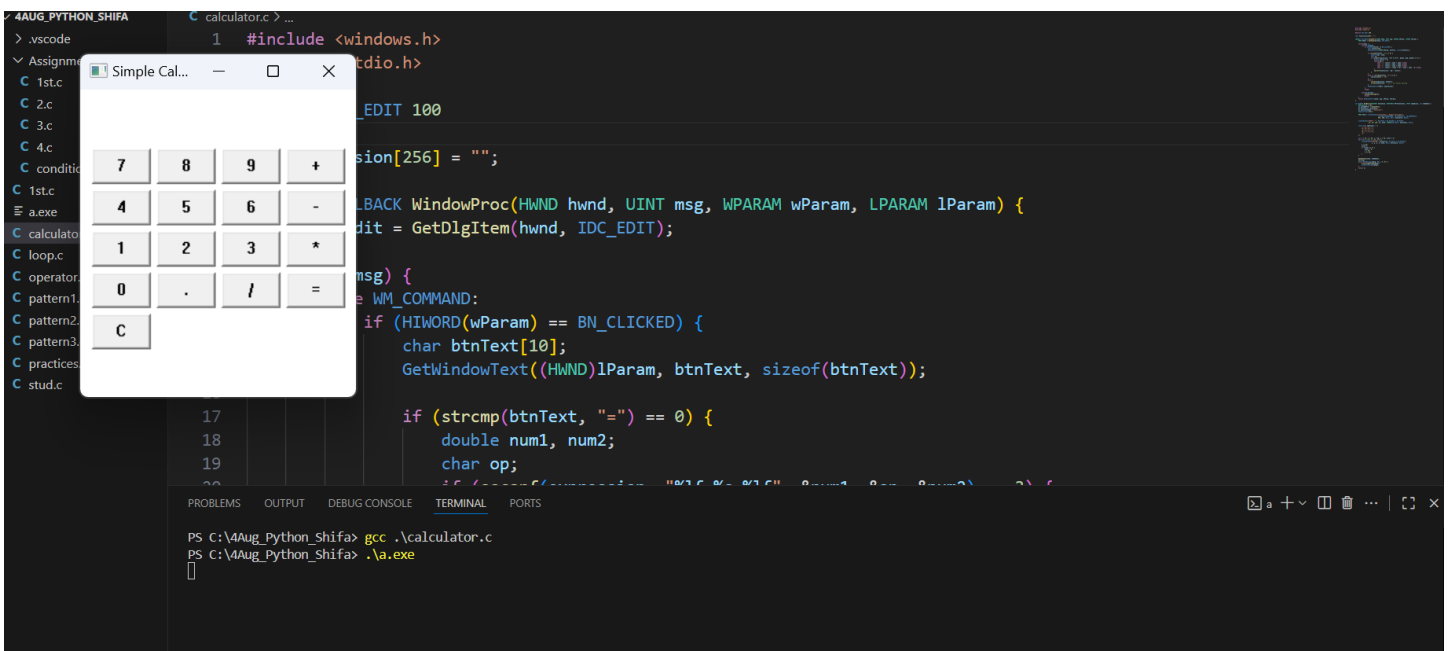 4AUG_PYTHON_SHIFA
.vscode
Assignme
C 1st.c
C 2.c
C 3.c
C 4.c
C conditic
C 1st.c
a.exe
C calculato
C loop.c
C operator.
C pattern1.
C pattern2.
C pattern3.
C practices.
C stud.c
Simple Cal...
7 8 9 +
4 5 6 -
1 2 3 *
0 . / =
C
C calculator.c > ...
1 #include <windows.h>
tdio.h>
_EDIT 100
sion[256] = "";
LBACK WindowProc(HWND hwnd, UINT msg, WPARAM wParam, LPARAM lParam) {
dit = GetDlgItem(hwnd, IDC_EDIT);
msg) {
e WM_COMMAND:
if (HIWORD(wParam) == BN_CLICKED) {
char btnText[10];
GetWindowText((HWND)lParam, btnText, sizeof(btnText));
17 if (strcmp(btnText, "=") == 0) {
18 double num1, num2;
19 char op;
PROBLEMS OUTPUT DEBUG CONSOLE TERMINAL PORTS
a
PS C:\4Aug_Python_Shifa> gcc .\calculator.c
PS C:\4Aug_Python_Shifa> .\a.exe